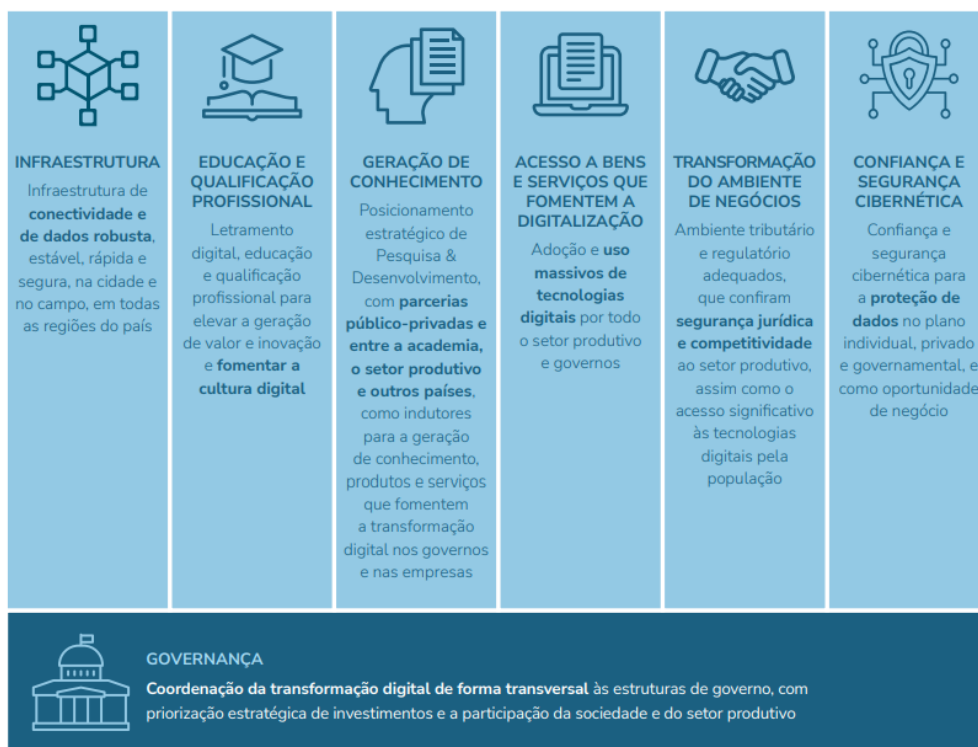 INFRAESTRUTURA
Infraestrutura de
conectividade e
de dados robusta,
estável, rápida e
segura, na cidade e
no campo, em todas
as regiões do país
EDUCAÇÃO E
QUALIFICAÇÃO
PROFISSIONAL
Letramento
digital, educação
e qualificação
profissional para
elevar a geração
de valor e inovação
e fomentar a
cultura digital
GERAÇÃO DE
CONHECIMENTO
Posicionamento
estratégico de
Pesquisa &
Desenvolvimento,
com parcerias
público-privadas e
entre a academia,
o setor produtivo
e outros países,
como indutores
para a geração
de conhecimento,
produtos e serviços
que fomentem
a transformação
digital nos governos
e nas empresas
ACESSO A BENS
E SERVIÇOS QUE
FOMENTEM A
DIGITALIZAÇÃO
Adoção e uso
massivos de
tecnologias
digitais por todo
o setor produtivo
e governos
TRANSFORMAÇÃO
DO AMBIENTE
DE NEGÓCIOS
Ambiente tributário
e regulatório
adequados,
que confiram
segurança jurídica
e competitividade
ao setor produtivo,
assim como o
acesso significativo
às tecnologias
digitais pela
população
CONFIANÇA E
SEGURANÇA
CIBERNÉTICA
Confiança e
segurança
cibernética para
a proteção de
dados no plano
individual, privado
e governamental, e
como oportunidade
de negócio
GOVERNANÇA
Coordenação da transformação digital de forma transversal às estruturas de governo, com
priorização estratégica de investimentos e a participação da sociedade e do setor produtivo